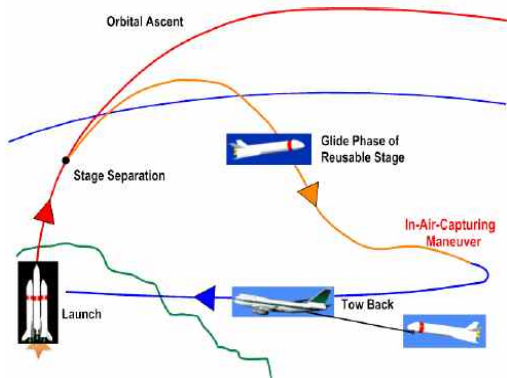 Orbital Ascent
Glide Phase of
Reusable Stage
Stage Separation
In-Air-Capturing
Maneuver
Launch
Tow Back